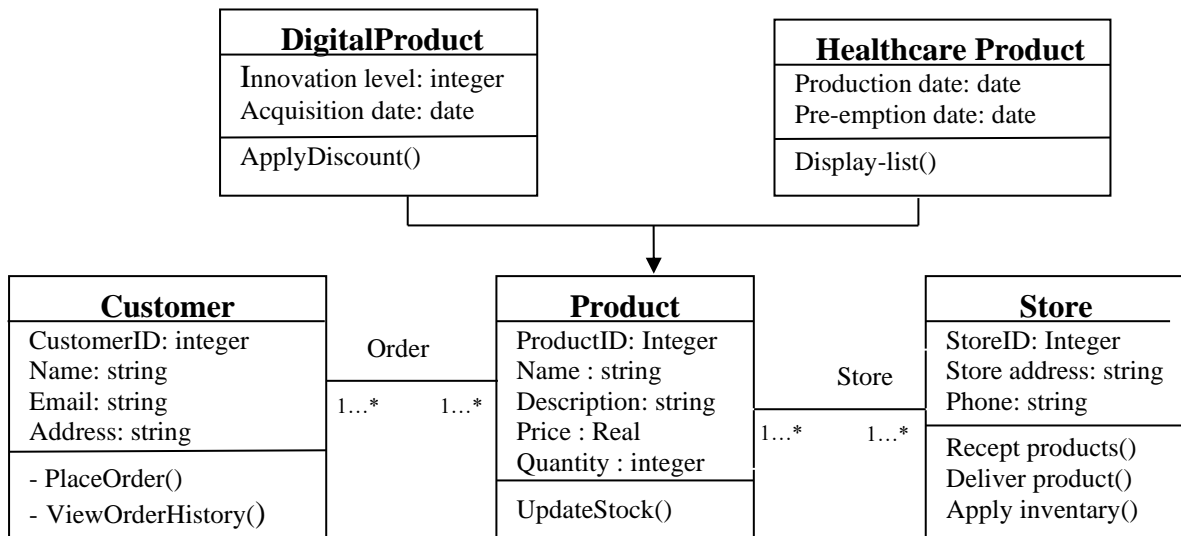 DigitalProduct
Innovation level: integer
Acquisition date: date
ApplyDiscount()
Healthcare Product
Production date: date
Pre-emption date: date
Display-list()
Customer
CustomerID: integer
Name: string
Email: string
Address: string
- PlaceOrder()
- ViewOrderHistory()
Order
1…*
1…*
Product
ProductID: Integer
Name : string
Description: string
Price : Real
Quantity : integer
UpdateStock()
Store
1…*
1…*
Store
StoreID: Integer
Store address: string
Phone: string
Recept products()
Deliver product()
Apply inventary()